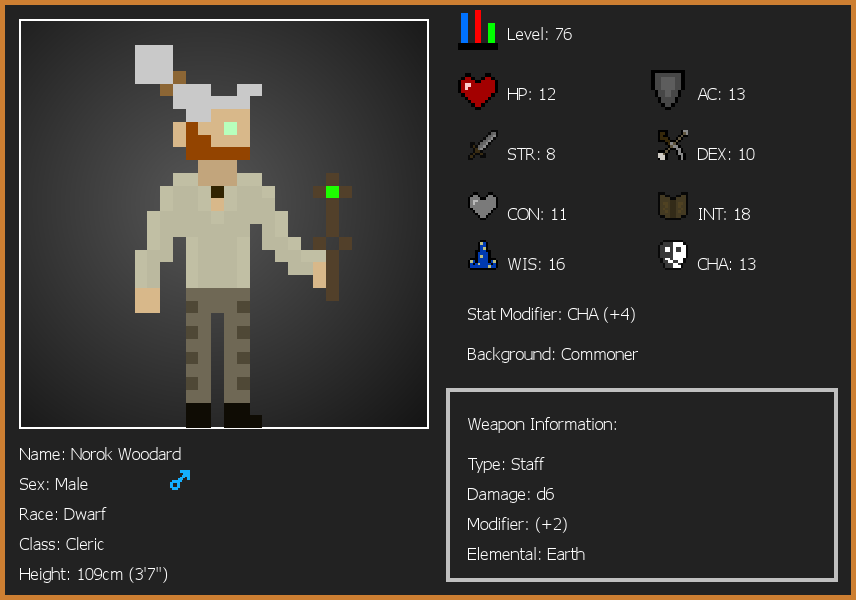 Level: 76
HP: 12
AC: 13
STR: 8
DEX: 10
CON: 11
INT: 18
WIS: 16
CHA: 13
Stat Modifier: CHA (+4)
Background: Commoner
Weapon Information:
Type: Staff
Damage: d6
Modifier: (+2)
Elemental: Earth
Name: Norok Woodard
Sex: Male
Race: Dwarf
Class: Cleric
Height: 109cm (3'7")